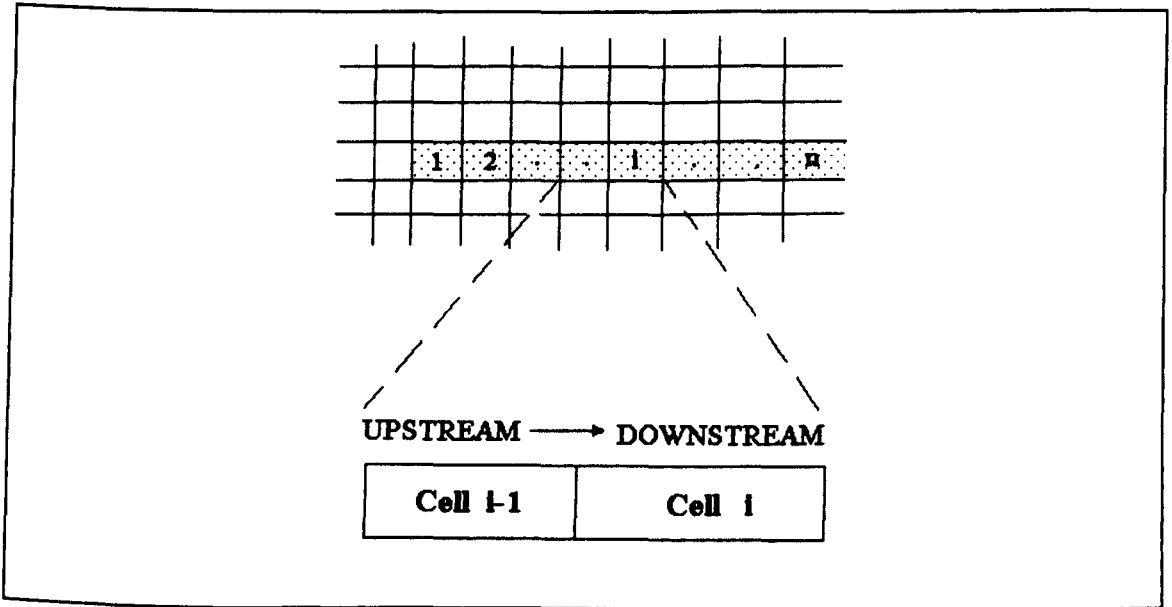 1 2 . . i . . n
UPSTREAM → DOWNSTREAM
Cell i-1 Cell i